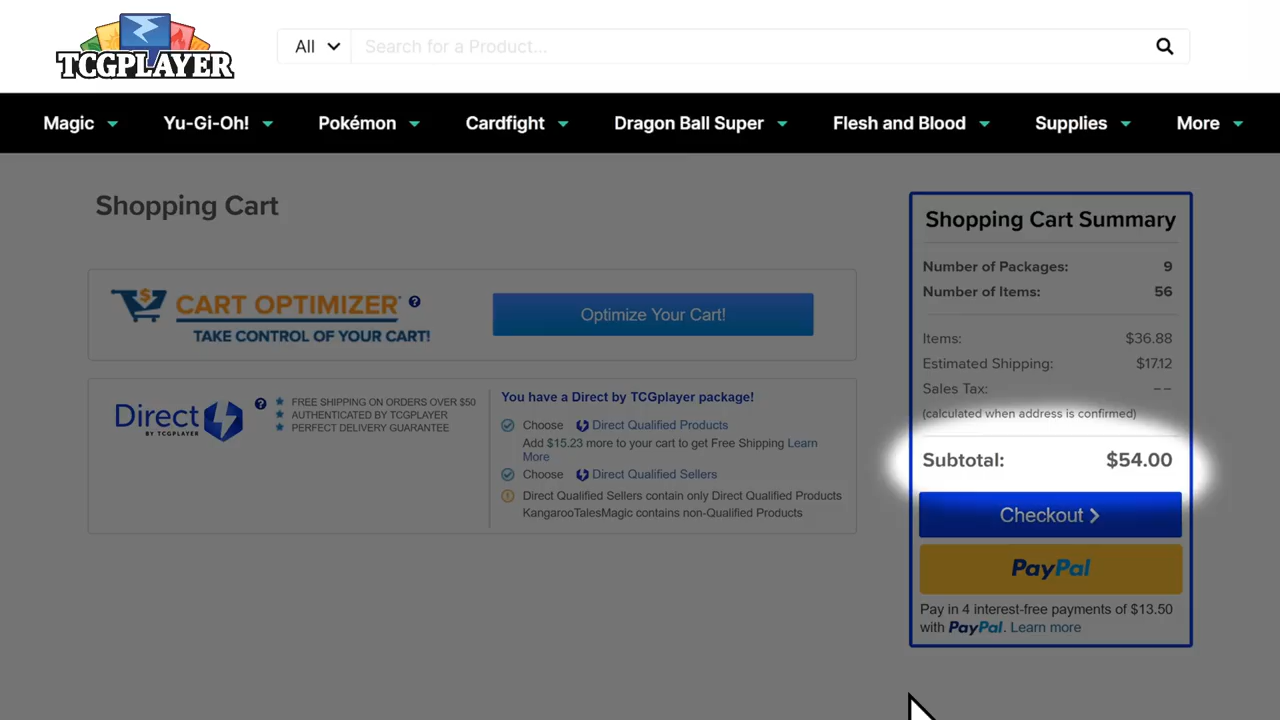 TCGPLAYER
All
Search for a Product...
Magic
Yu-Gi-Oh!
Pokémon
Cardfight
Dragon Ball Super
Flesh and Blood
Supplies
More
Shopping Cart
CART OPTIMIZER
TAKE CONTROL OF YOUR CART!
?
Optimize Your Cart!
Direct
BY TCGPLAYER
?
FREE SHIPPING ON ORDERS OVER $50
AUTHENTICATED BY TCGPLAYER
PERFECT DELIVERY GUARANTEE
You have a Direct by TCGplayer package!
Choose Direct Qualified Products
Add $15.23 more to your cart to get Free Shipping Learn
More
Choose Direct Qualified Sellers
Direct Qualified Sellers contain only Direct Qualified Products
KangarooTalesMagic contains non-Qualified Products
Shopping Cart Summary
Number of Packages: 9
Number of Items: 56
Items: $36.88
Estimated Shipping: $17.12
Sales Tax: --
(calculated when address is confirmed)
Subtotal: $54.00
Checkout
PayPal
Pay in 4 interest-free payments of $13.50
with PayPal. Learn more